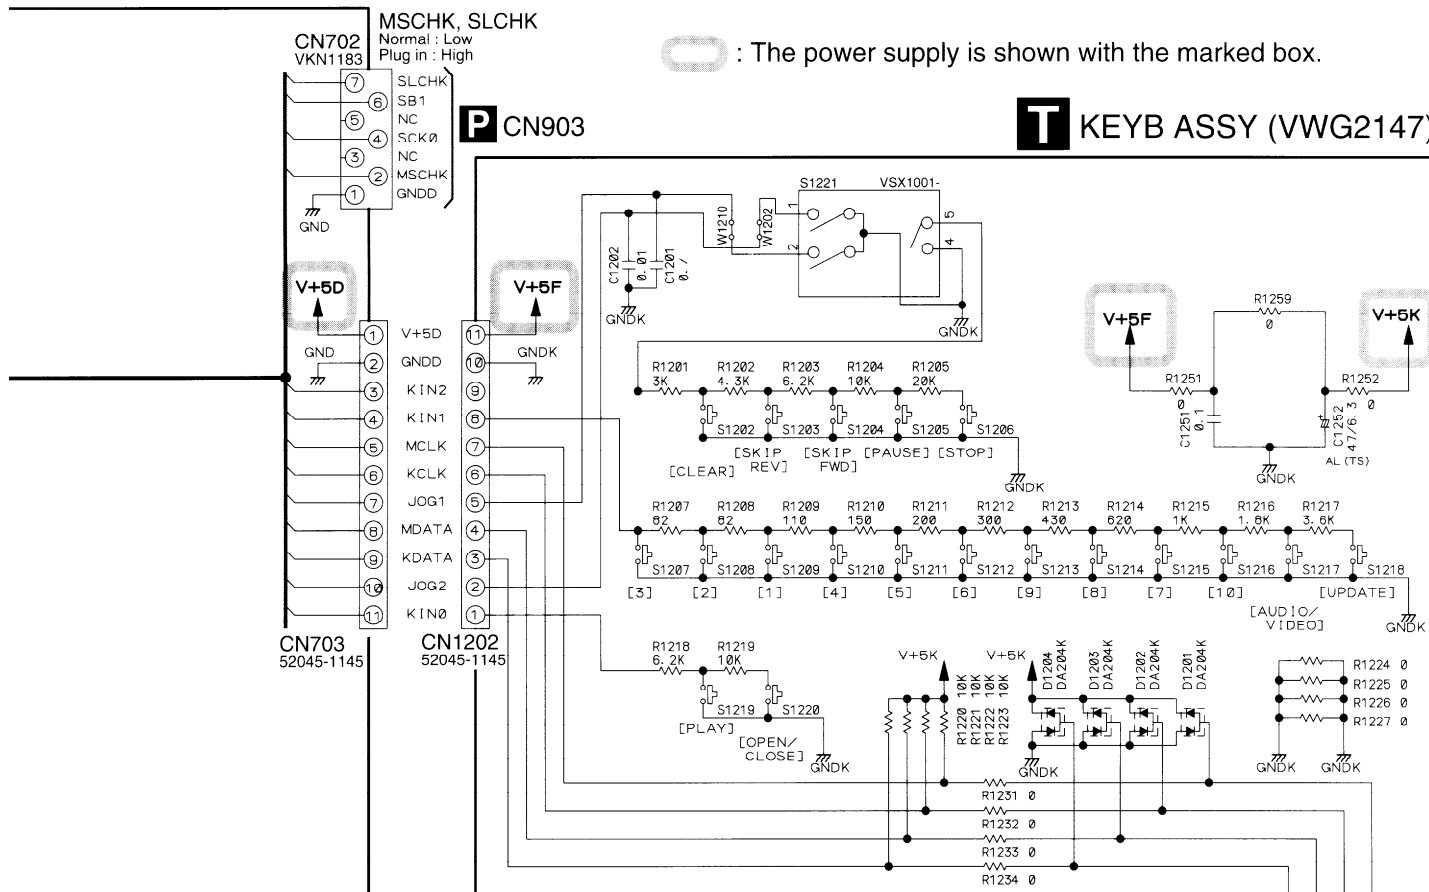 MSCHK, SLCHK
Normal : Low
Plug in : High
CN702
VKN1183
7 SLCHK
6 SB1
5 NC
4 SCK0
3 NC
2 MSCHK
1 GNDD
GND
: The power supply is shown with the marked box.
P CN903
T KEYB ASSY (VWG2147)
S1221 VSX1001-
1
2
5
4
W1210
W1202
C1202
0.01
C1201
GNDK
GNDK
V+5D
V+5F
GND
GNDK
1 V+5D 11
2 GNDD 10
3 KIN2 9
4 KIN1 8
5 MCLK 7
6 KCLK 6
7 JOG1 5
8 MDATA 4
9 KDATA 3
10 JOG2 2
11 KIN0 1
CN703
52045-1145
CN1202
52045-1145
V+5F
R1259
0
V+5K
R1251
0
C1251
0.1
R1252
0
C1252
47/6.3
AL(TS)
GNDK
R1201 R1202 R1203 R1204 R1205
3K 4.3K 6.2K 10K 20K
S1202 S1203 S1204 S1205 S1206
[CLEAR] [SKIP REV] [SKIP FWD] [PAUSE] [STOP]
GNDK
R1207 R1208 R1209 R1210 R1211 R1212 R1213 R1214 R1215 R1216 R1217
82 82 110 150 200 300 430 620 1K 1.8K 3.6K
S1207 S1208 S1209 S1210 S1211 S1212 S1213 S1214 S1215 S1216 S1217 S1218
[3] [2] [1] [4] [5] [6] [9] [8] [7] [10] [AUDIO/ VIDEO] [UPDATE]
GNDK
R1218 R1219
6.2K 10K
S1219 S1220
[PLAY] [OPEN/ CLOSE]
GNDK
V+5K
R1220 10K
R1221 10K
R1222 10K
R1223 10K
V+5K
D1204 DA204K
D1203 DA204K
D1202 DA204K
D1201 DA204K
GNDK
R1224 0
R1225 0
R1226 0
R1227 0
GNDK GNDK
R1231 0
R1232 0
R1233 0
R1234 0